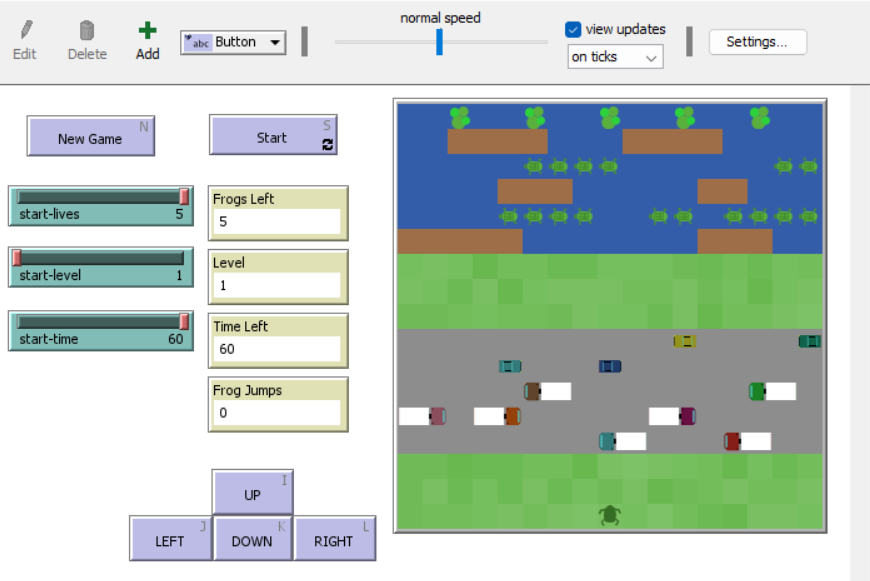 normal speed
Edit
Delete
Add
abc Button
view updates
on ticks
Settings...
New Game N
Start S
start-lives 5
Frogs Left
5
start-level 1
Level
1
start-time 60
Time Left
60
Frog Jumps
0
UP I
LEFT J
DOWN K
RIGHT L